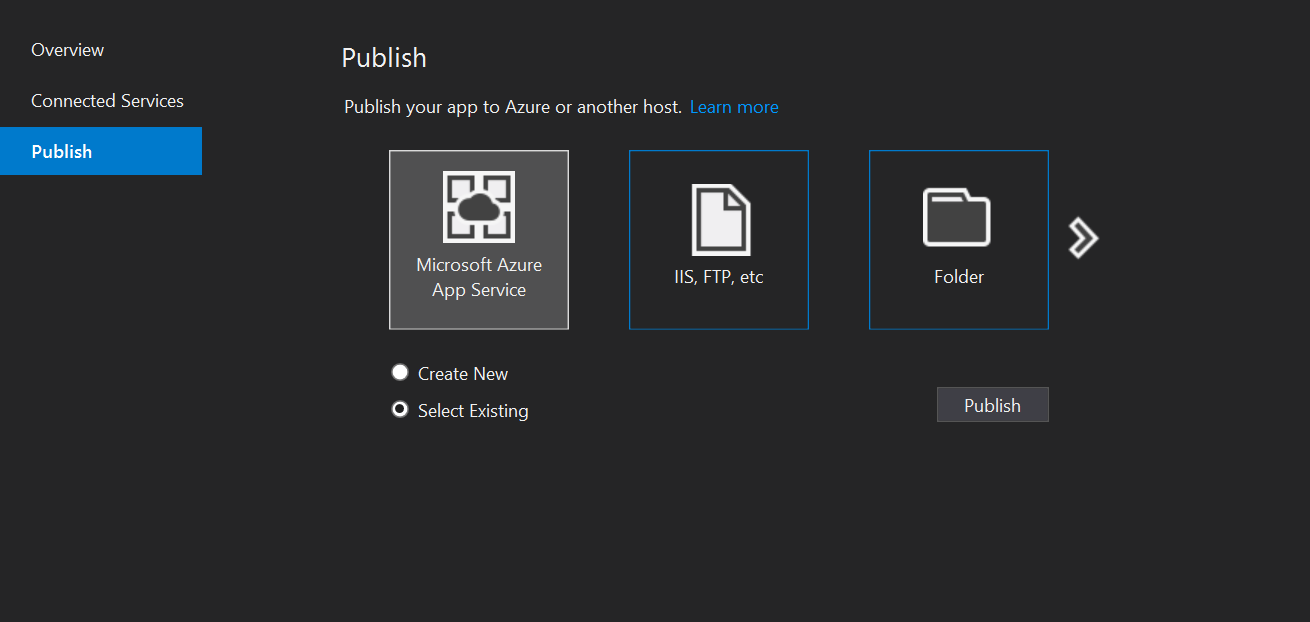 Overview
Connected Services
Publish
Publish
Publish your app to Azure or another host. Learn more
Microsoft Azure
App Service
IIS, FTP, etc
Folder
Create New
Select Existing
Publish